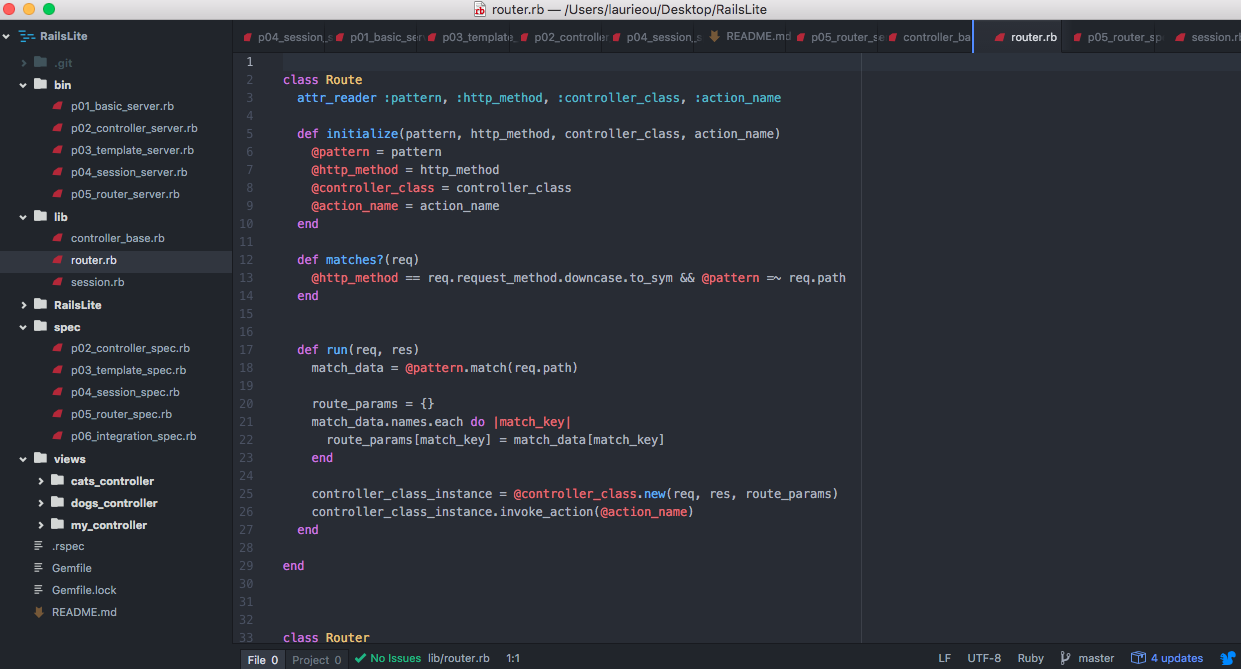 router.rb — /Users/laurieou/Desktop/RailsLite
RailsLite
.git
bin
p01_basic_server.rb
p02_controller_server.rb
p03_template_server.rb
p04_session_server.rb
p05_router_server.rb
lib
controller_base.rb
router.rb
session.rb
RailsLite
spec
p02_controller_spec.rb
p03_template_spec.rb
p04_session_spec.rb
p05_router_spec.rb
p06_integration_spec.rb
views
cats_controller
dogs_controller
my_controller
.rspec
Gemfile
Gemfile.lock
README.md
p04_session_ p01_basic_ser p03_template_ p02_controller p04_session_s README.md p05_router_se controller_ba router.rb p05_router_sp session.r
1
2 class Route
3 attr_reader :pattern, :http_method, :controller_class, :action_name
4
5 def initialize(pattern, http_method, controller_class, action_name)
6 @pattern = pattern
7 @http_method = http_method
8 @controller_class = controller_class
9 @action_name = action_name
10 end
11
12 def matches?(req)
13 @http_method == req.request_method.downcase.to_sym && @pattern =~ req.path
14 end
15
16
17 def run(req, res)
18 match_data = @pattern.match(req.path)
19
20 route_params = {}
21 match_data.names.each do |match_key|
22 route_params[match_key] = match_data[match_key]
23 end
24
25 controller_class_instance = @controller_class.new(req, res, route_params)
26 controller_class_instance.invoke_action(@action_name)
27 end
28
29 end
30
31
32
33 class Router
File 0 Project 0 No Issues lib/router.rb 1:1 LF UTF-8 Ruby master 4 updates